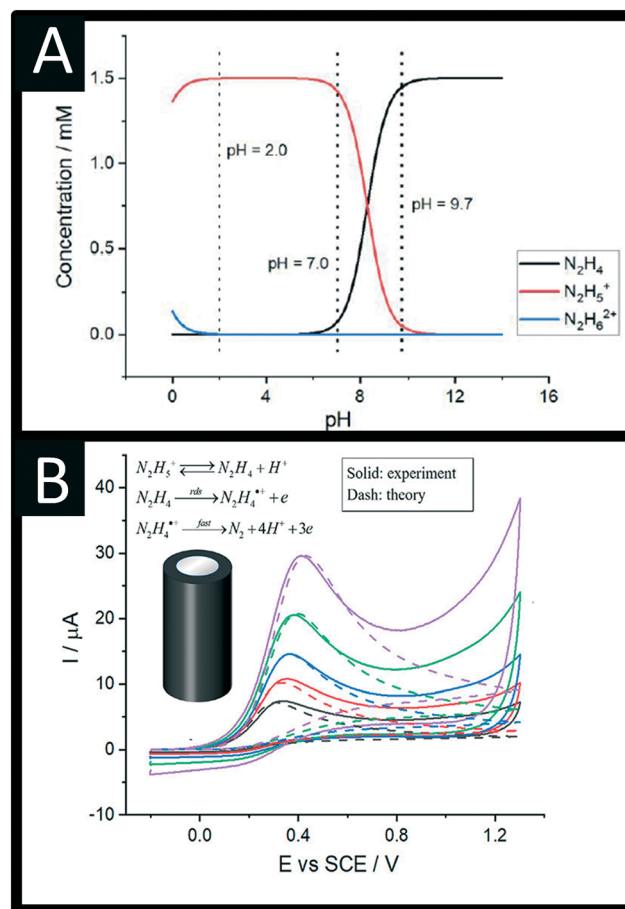 A
Concentration / mM
1.5
1.0
0.5
0.0
pH = 2.0
pH = 7.0
pH = 9.7
N₂H₄
N₂H₅⁺
N₂H₆²⁺
0 4 8 12 16
pH
B
N₂H₅⁺ ⇌ N₂H₄ + H⁺
N₂H₄ —rds→ N₂H₄•⁺ + e
N₂H₄•⁺ —fast→ N₂ + 4H⁺ + 3e
Solid: experiment
Dash: theory
I / μA
40
30
20
10
0
-10
0.0 0.4 0.8 1.2
E vs SCE / V